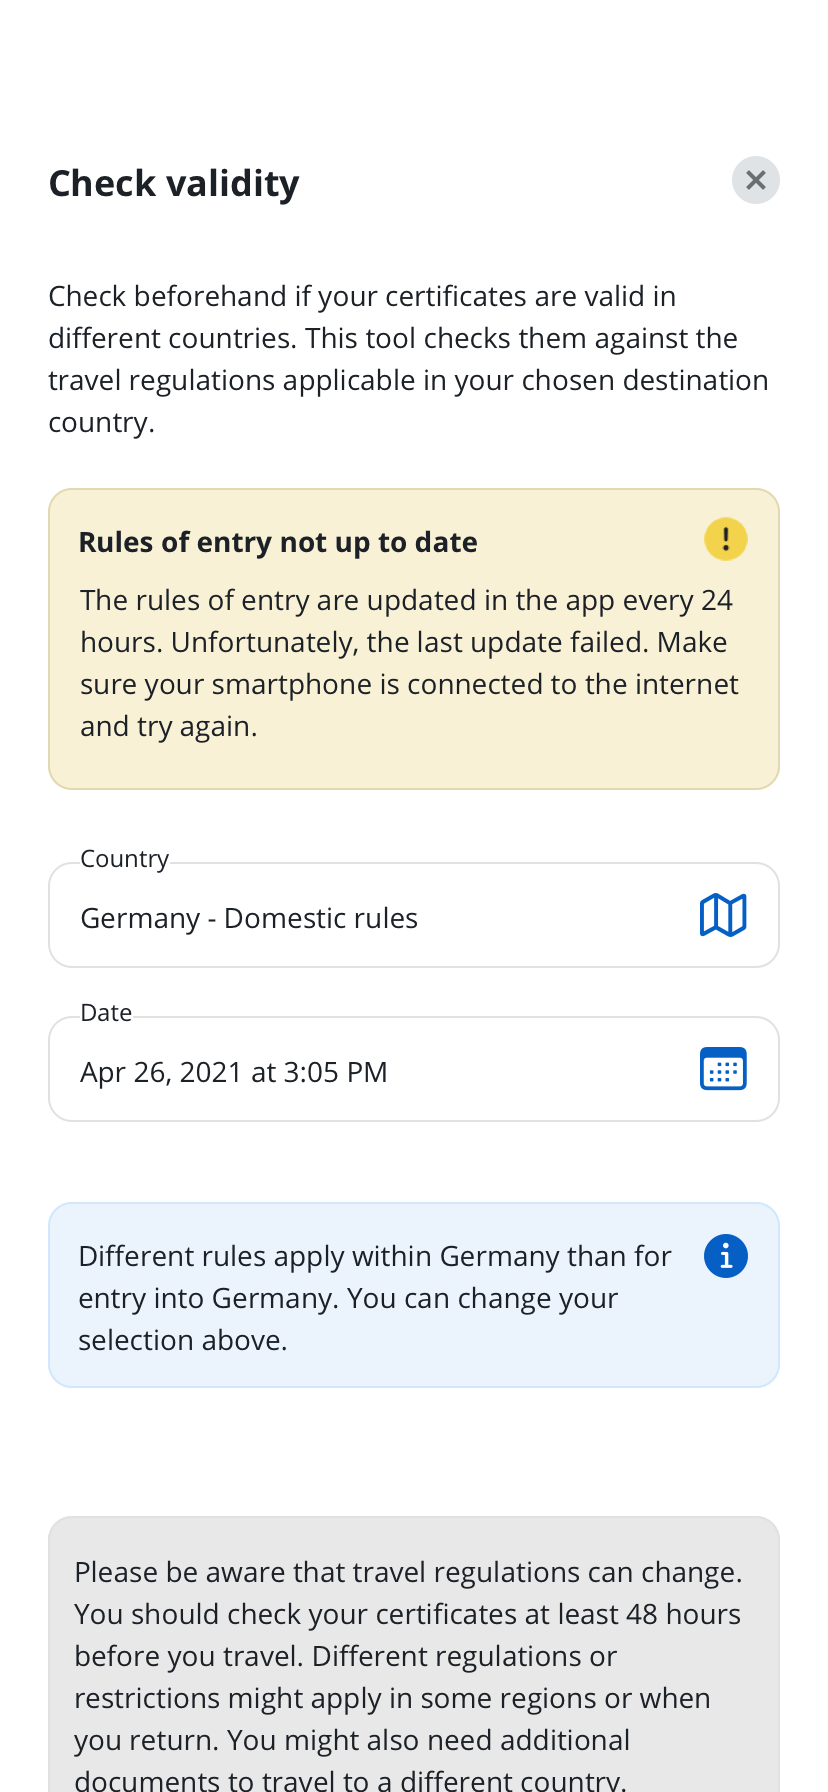 Check validity
Check beforehand if your certificates are valid in
different countries. This tool checks them against the
travel regulations applicable in your chosen destination
country.
Rules of entry not up to date
The rules of entry are updated in the app every 24
hours. Unfortunately, the last update failed. Make
sure your smartphone is connected to the internet
and try again.
Country
Germany - Domestic rules
Date
Apr 26, 2021 at 3:05 PM
Different rules apply within Germany than for
entry into Germany. You can change your
selection above.
Please be aware that travel regulations can change.
You should check your certificates at least 48 hours
before you travel. Different regulations or
restrictions might apply in some regions or when
you return. You might also need additional
documents to travel to a different country.